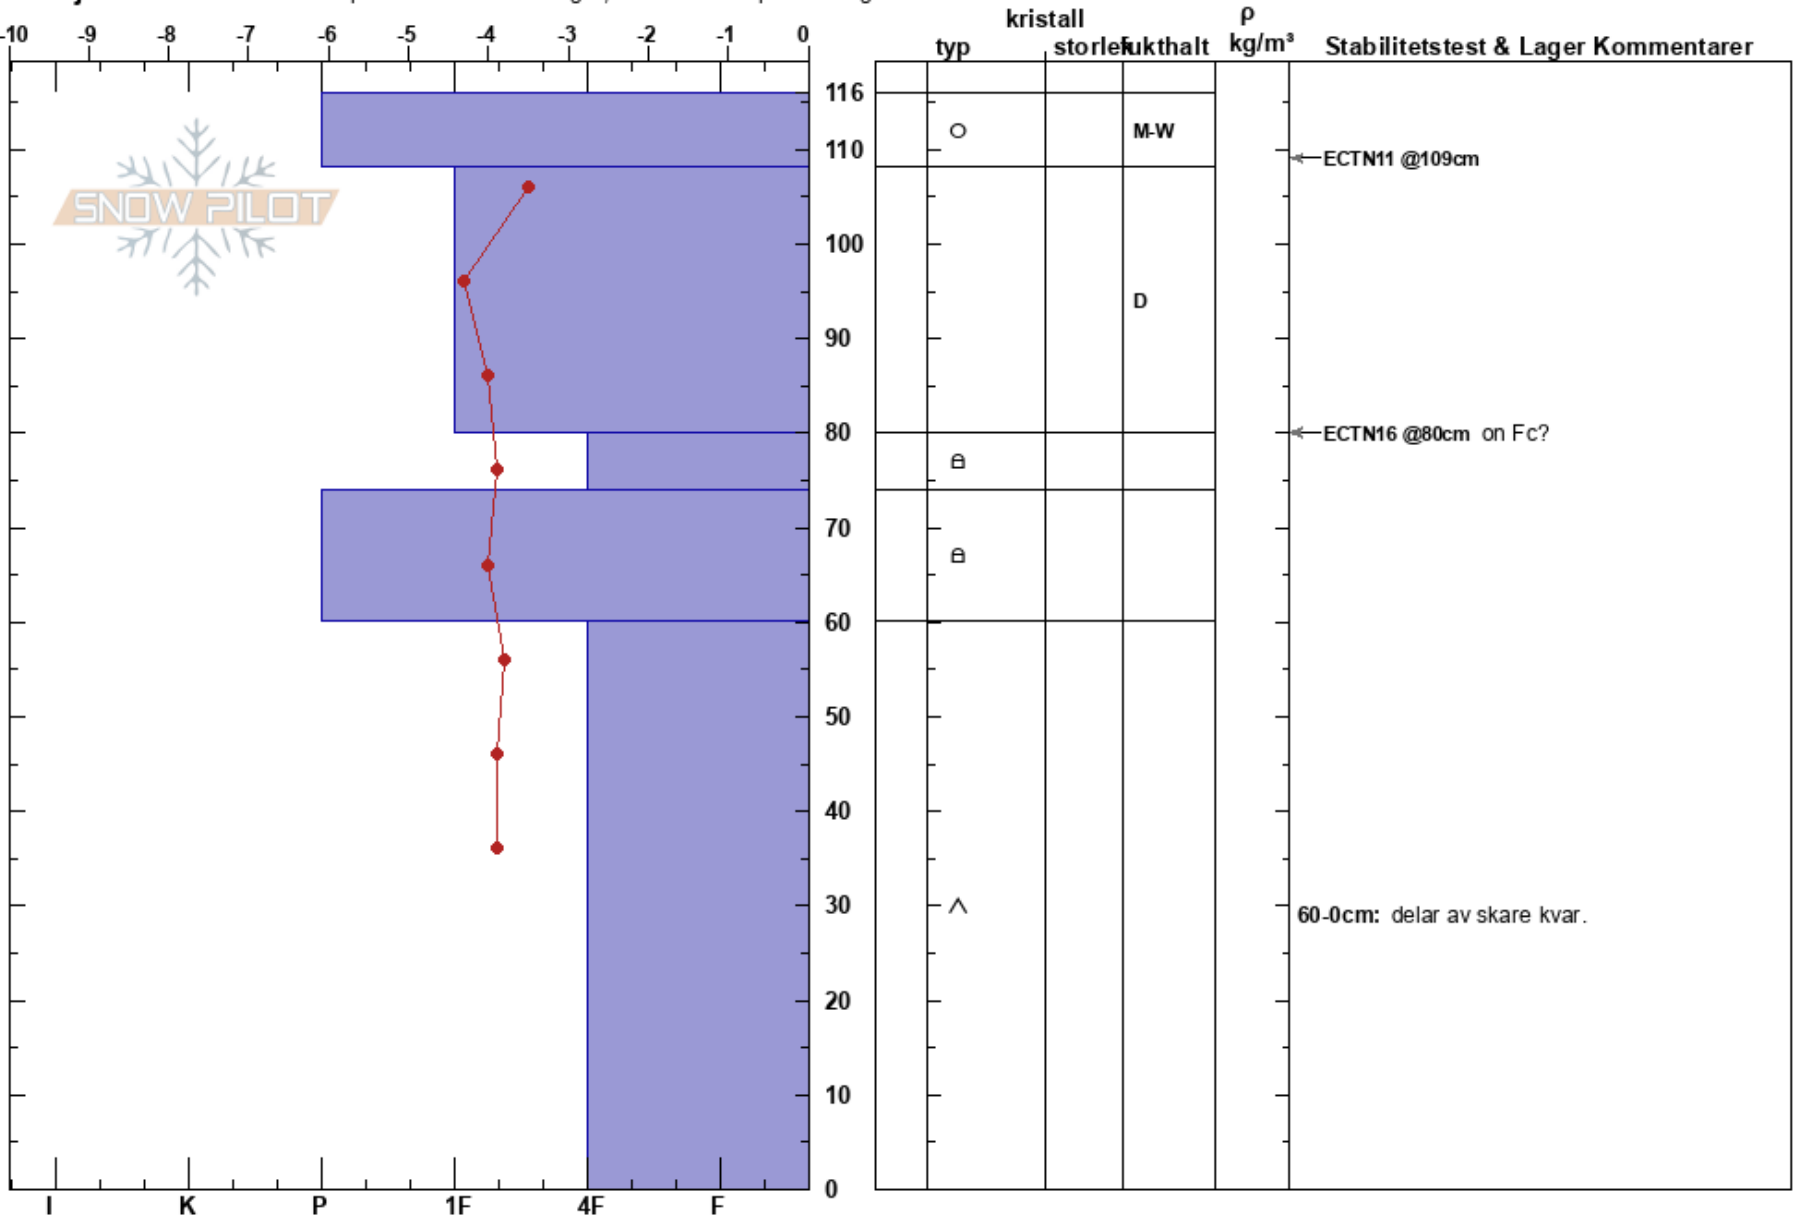 kristall
ρ
-10 -9 -8 -7 -6 -5 -4 -3 -2 -1 0
typ storlek fukthalt kg/m³ Stabilitetstest & Lager Kommentarer
116
M-W
110
ECTN11 @109cm
SNOW PILOT
100
D
90
80
ECTN16 @80cm on Fc?
70
60
50
40
30
60-0cm: delar av skare kvar.
20
10
0
I K P 1F 4F F